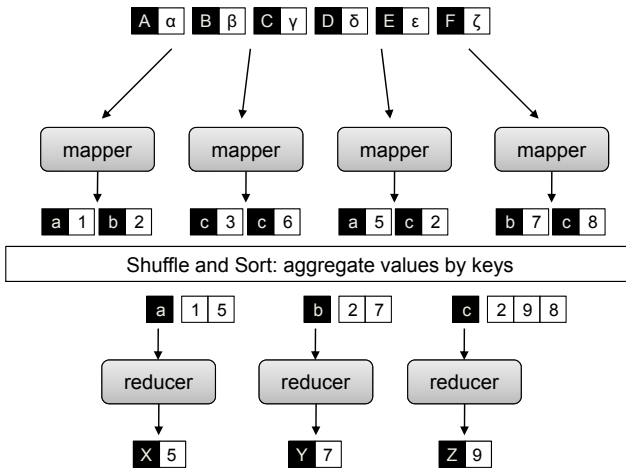 A α B β C γ D δ E ε F ζ
mapper mapper mapper mapper
a 1 b 2 c 3 c 6 a 5 c 2 b 7 c 8
Shuffle and Sort: aggregate values by keys
a 1 5 b 2 7 c 2 9 8
reducer reducer reducer
X 5 Y 7 Z 9